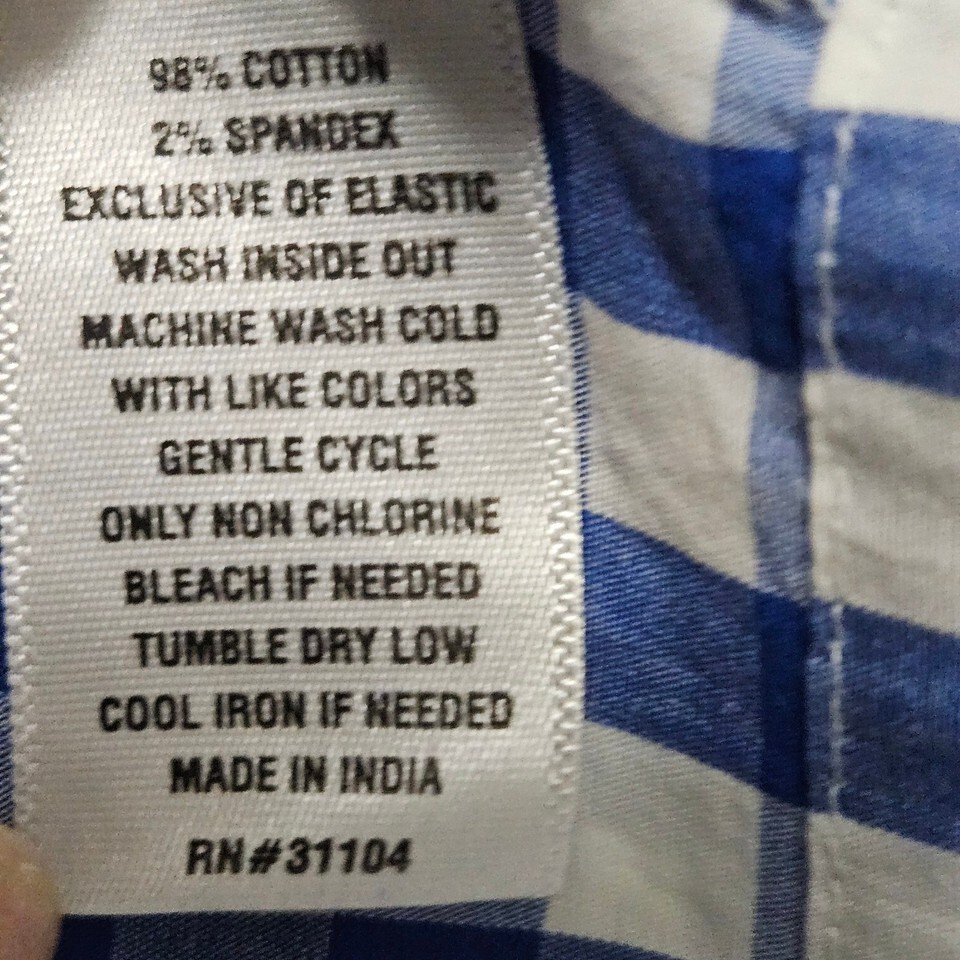 98% COTTON
2% SPANDEX
EXCLUSIVE OF ELASTIC
WASH INSIDE OUT
MACHINE WASH COLD
WITH LIKE COLORS
GENTLE CYCLE
ONLY NON CHLORINE
BLEACH IF NEEDED
TUMBLE DRY LOW
COOL IRON IF NEEDED
MADE IN INDIA
RN#31104